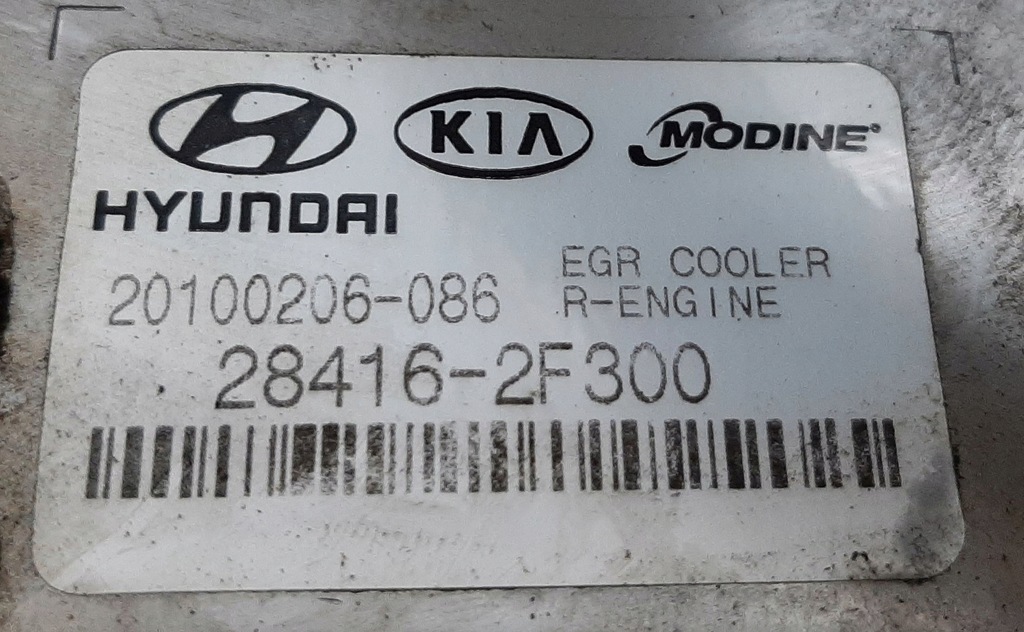 HYUNDAI KIA MODINE
20100206-086 EGR COOLER
R-ENGINE
28416-2F300